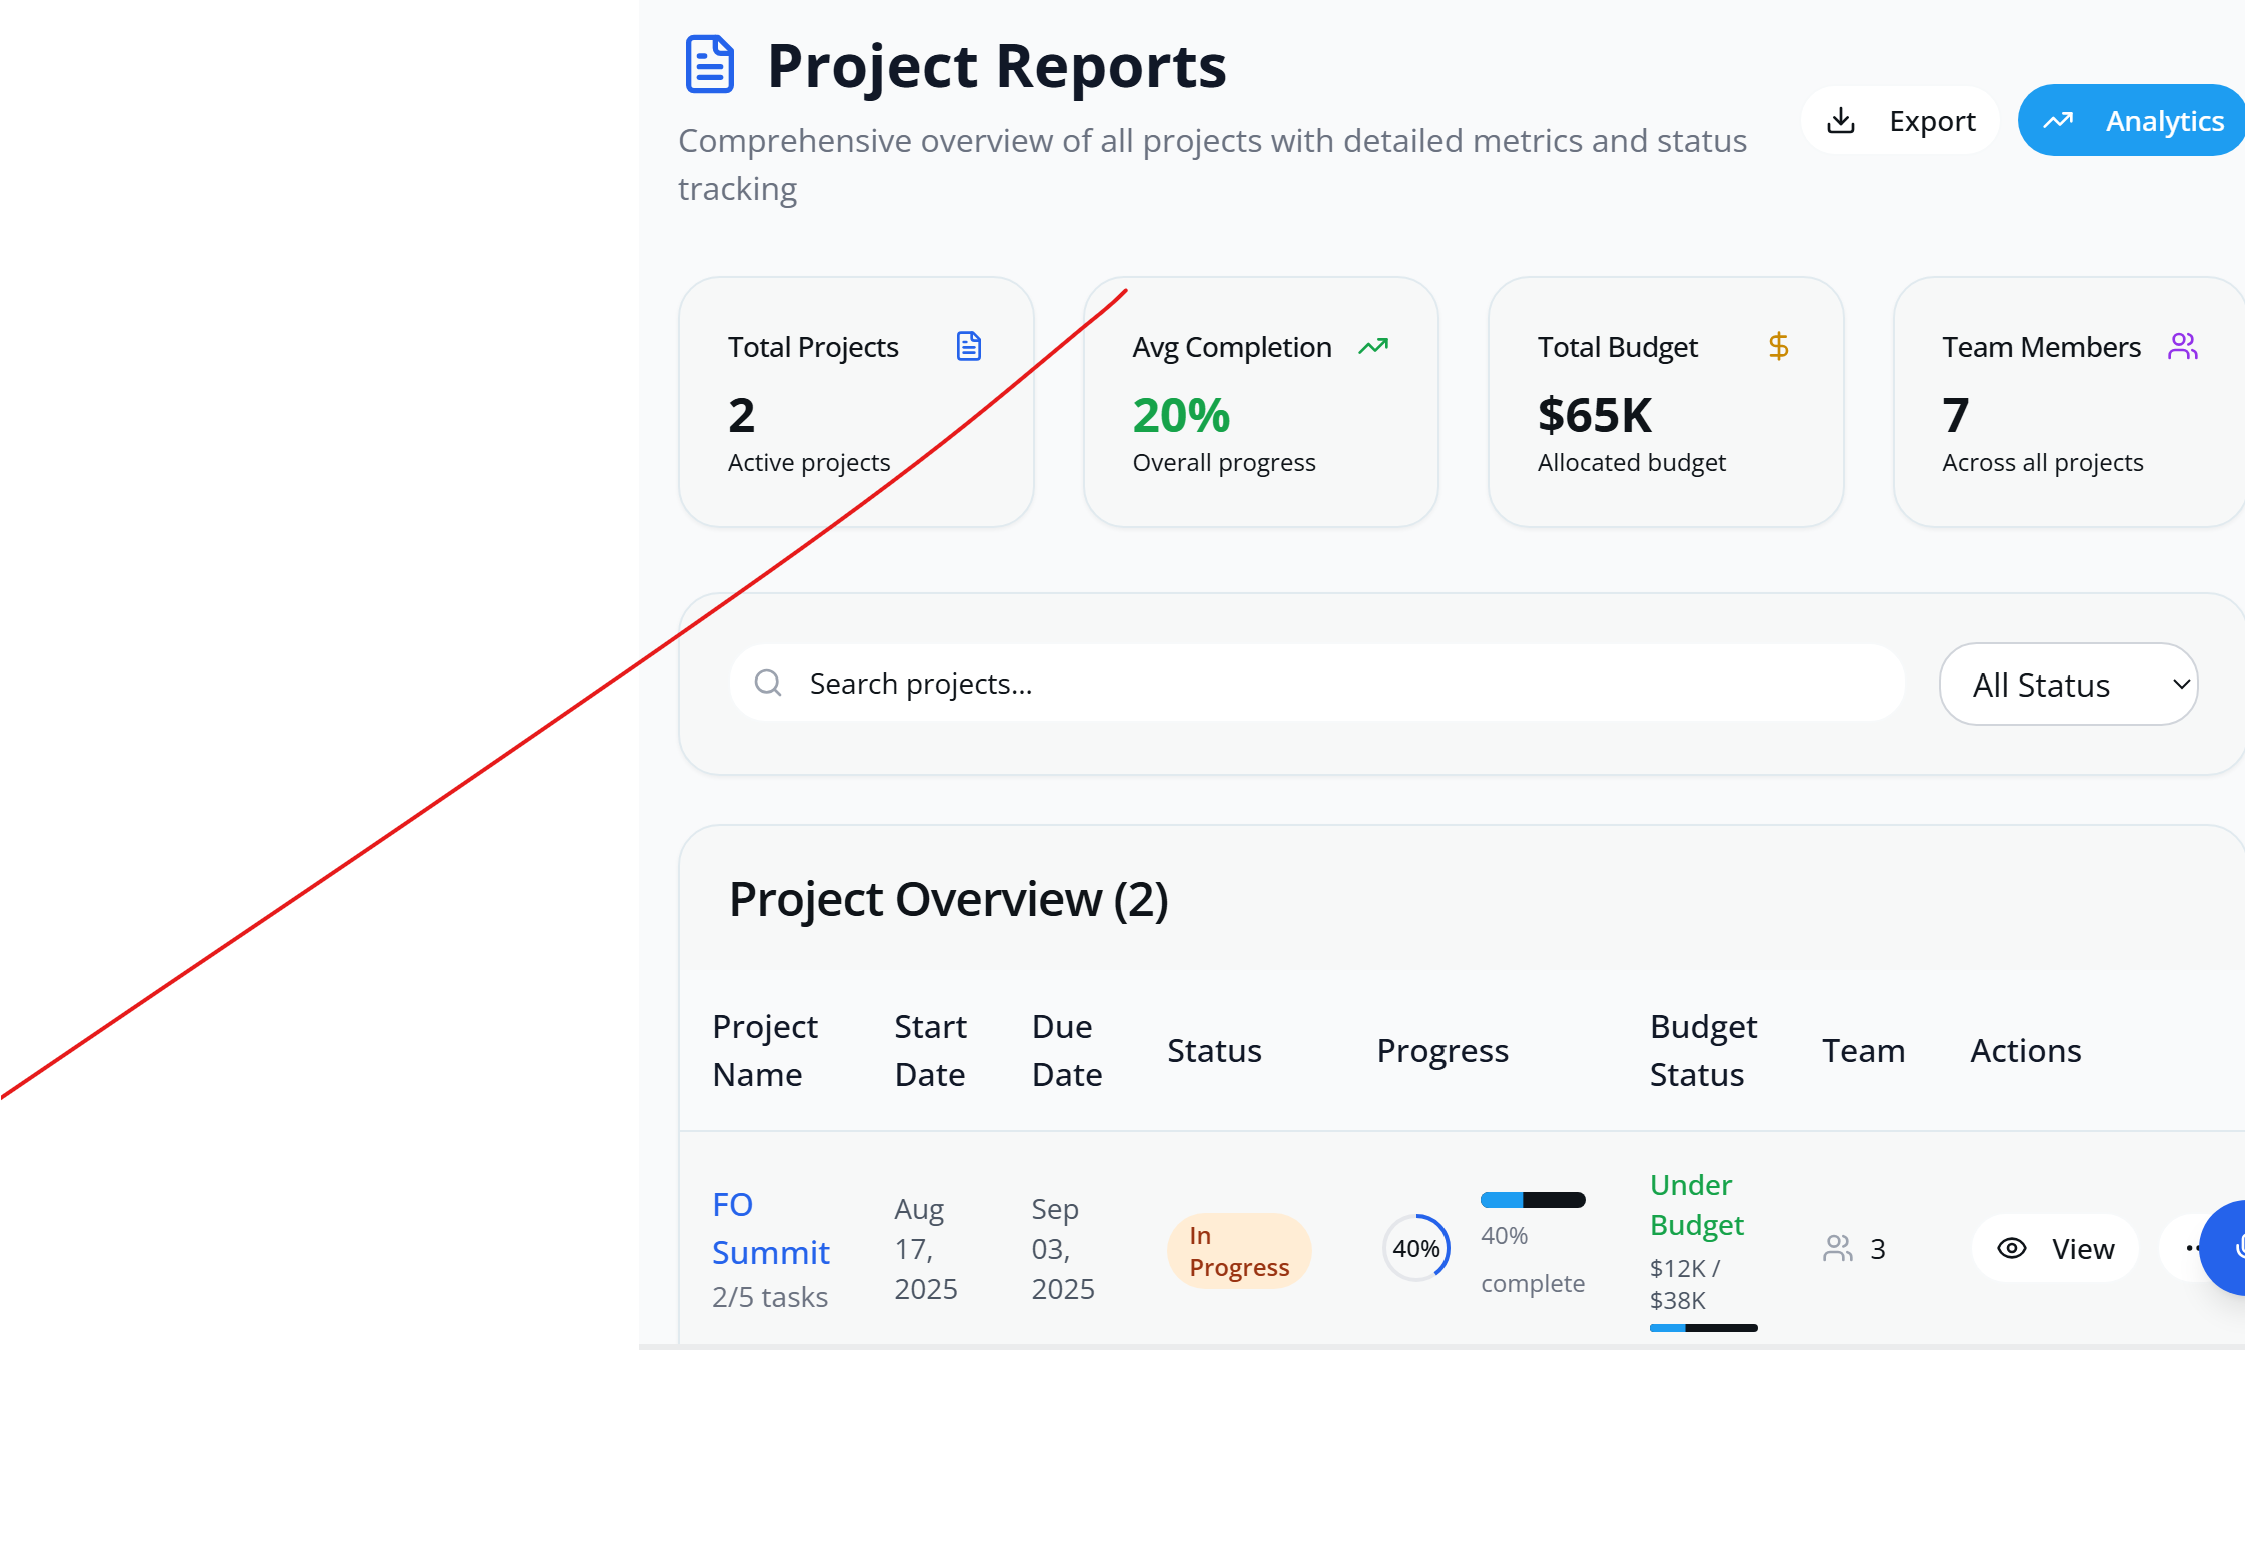 Project Reports
Comprehensive overview of all projects with detailed metrics and status
tracking
Export
Analytics
Total Projects
2
Active projects
Avg Completion
20%
Overall progress
Total Budget
$65K
Allocated budget
Team Members
7
Across all projects
Search projects...
All Status
Project Overview (2)
Project
Name
Start
Date
Due
Date
Status
Progress
Budget
Status
Team
Actions
FO
Summit
2/5 tasks
Aug
17,
2025
Sep
03,
2025
In
Progress
40%
40%
complete
Under
Budget
$12K /
$38K
3
View